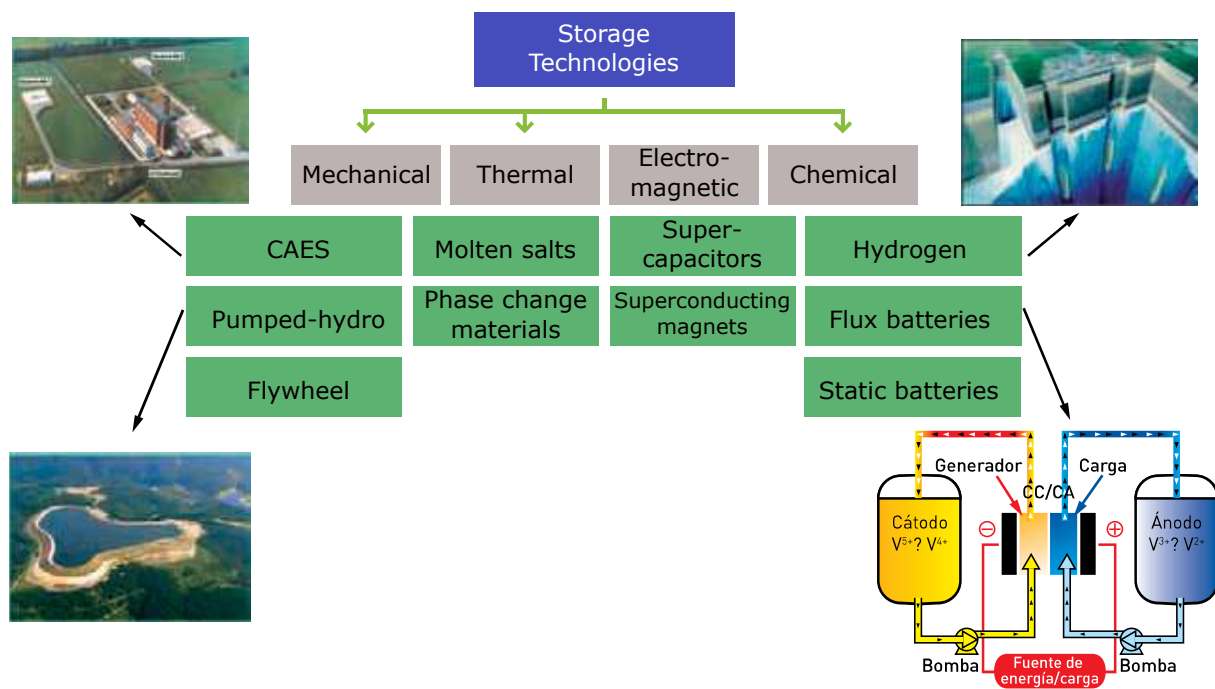 Storage
Technologies
Mechanical
Thermal
Electro-
magnetic
Chemical
CAES
Molten salts
Super-
capacitors
Hydrogen
Pumped-hydro
Phase change
materials
Superconducting
magnets
Flux batteries
Flywheel
Static batteries
Generador
Carga
CC/CA
Cátodo
V⁵⁺? V⁴⁺
Ánodo
V³⁺? V²⁺
⊖
⊕
Bomba
Bomba
Fuente de
energía/carga